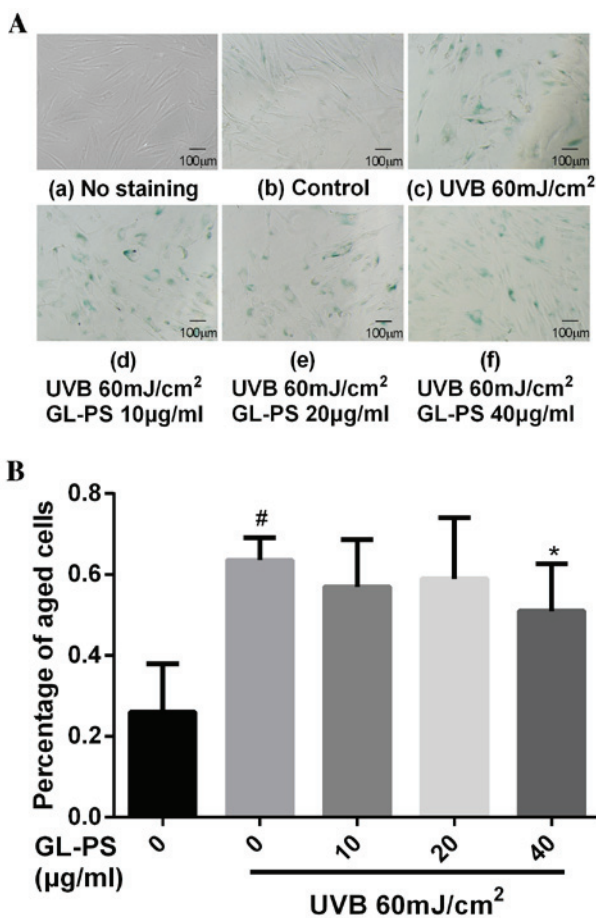 A
100µm 100µm 100µm
(a) No staining (b) Control (c) UVB 60mJ/cm²
100µm 100µm 100µm
(d) (e) (f)
UVB 60mJ/cm² UVB 60mJ/cm² UVB 60mJ/cm²
GL-PS 10µg/ml GL-PS 20µg/ml GL-PS 40µg/ml
B
Percentage of aged cells
0.8
0.6
0.4
0.2
0.0
# *
GL-PS 0 0 10 20 40
(µg/ml)
UVB 60mJ/cm²